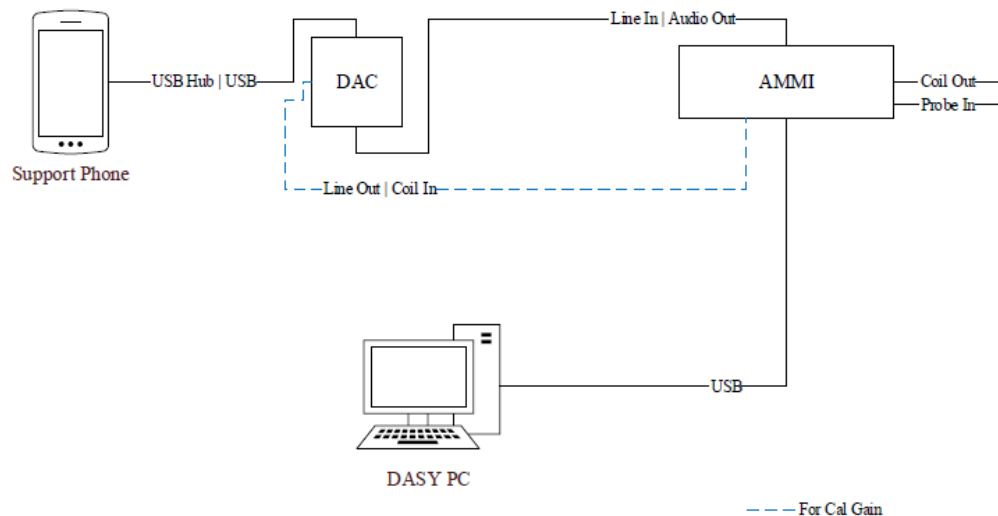 Line In | Audio Out
USB Hub | USB
DAC
AMMI
Coil Out
Probe In
Support Phone
Line Out | Coil In
USB
DASY PC
For Cal Gain